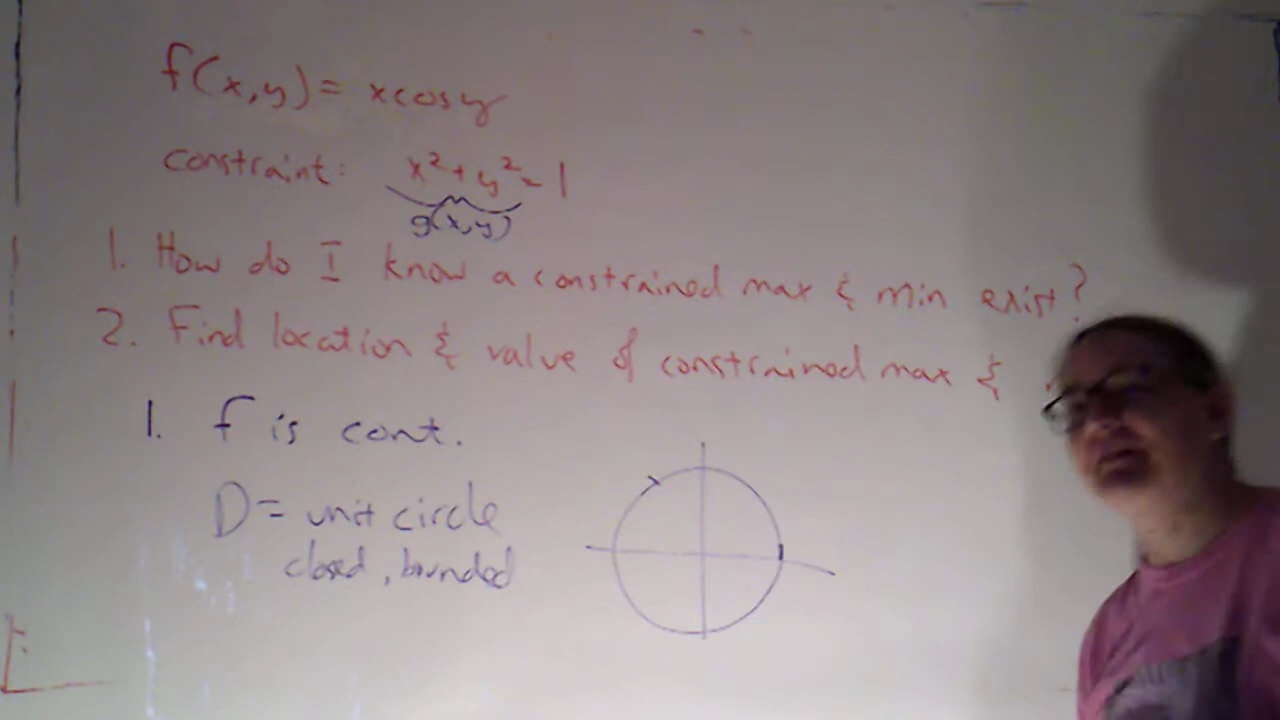 f(x,y) = xcosy
constraint: x²+y²=1
g(x,y)
1. How do I know a constrained max & min exist?
2. Find location & value of constrained max &
1. f is cont.
D = unit circle
closed, bounded